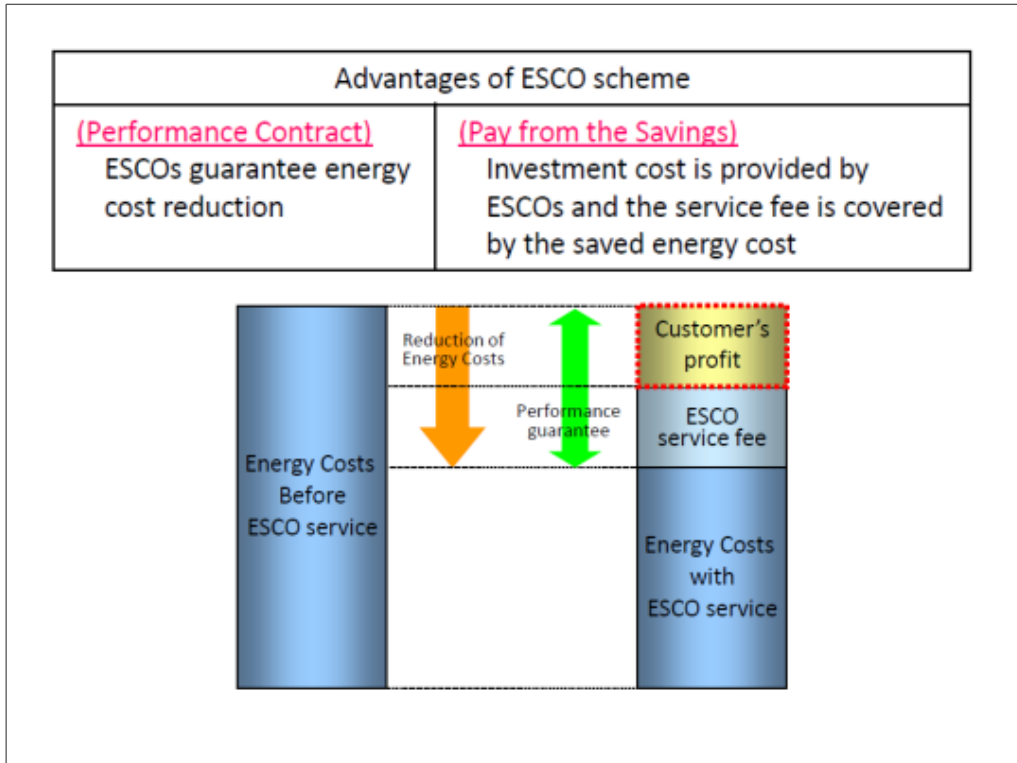 Advantages of ESCO scheme
(Performance Contract)
ESCOs guarantee energy
cost reduction
(Pay from the Savings)
Investment cost is provided by
ESCOs and the service fee is covered
by the saved energy cost
Energy Costs
Before
ESCO service
Reduction of
Energy Costs
Performance
guarantee
Customer's
profit
ESCO
service fee
Energy Costs
with
ESCO service